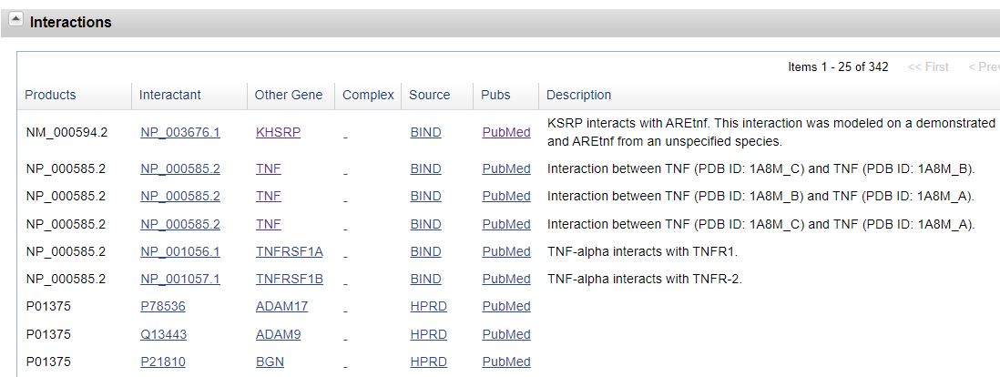 Interactions
Items 1 - 25 of 342 << First < Prev
Products Interactant Other Gene Complex Source Pubs Description
NM_000594.2 NP_003676.1 KHSRP - BIND PubMed KSRP interacts with AREtnf. This interaction was modeled on a demonstrated
and AREtnf from an unspecified species.
NP_000585.2 NP_000585.2 TNF - BIND PubMed Interaction between TNF (PDB ID: 1A8M_C) and TNF (PDB ID: 1A8M_B).
NP_000585.2 NP_000585.2 TNF - BIND PubMed Interaction between TNF (PDB ID: 1A8M_B) and TNF (PDB ID: 1A8M_A).
NP_000585.2 NP_000585.2 TNF - BIND PubMed Interaction between TNF (PDB ID: 1A8M_C) and TNF (PDB ID: 1A8M_A).
NP_000585.2 NP_001056.1 TNFRSF1A - BIND PubMed TNF-alpha interacts with TNFR1.
NP_000585.2 NP_001057.1 TNFRSF1B - BIND PubMed TNF-alpha interacts with TNFR-2.
P01375 P78536 ADAM17 - HPRD PubMed
P01375 Q13443 ADAM9 - HPRD PubMed
P01375 P21810 BGN - HPRD PubMed